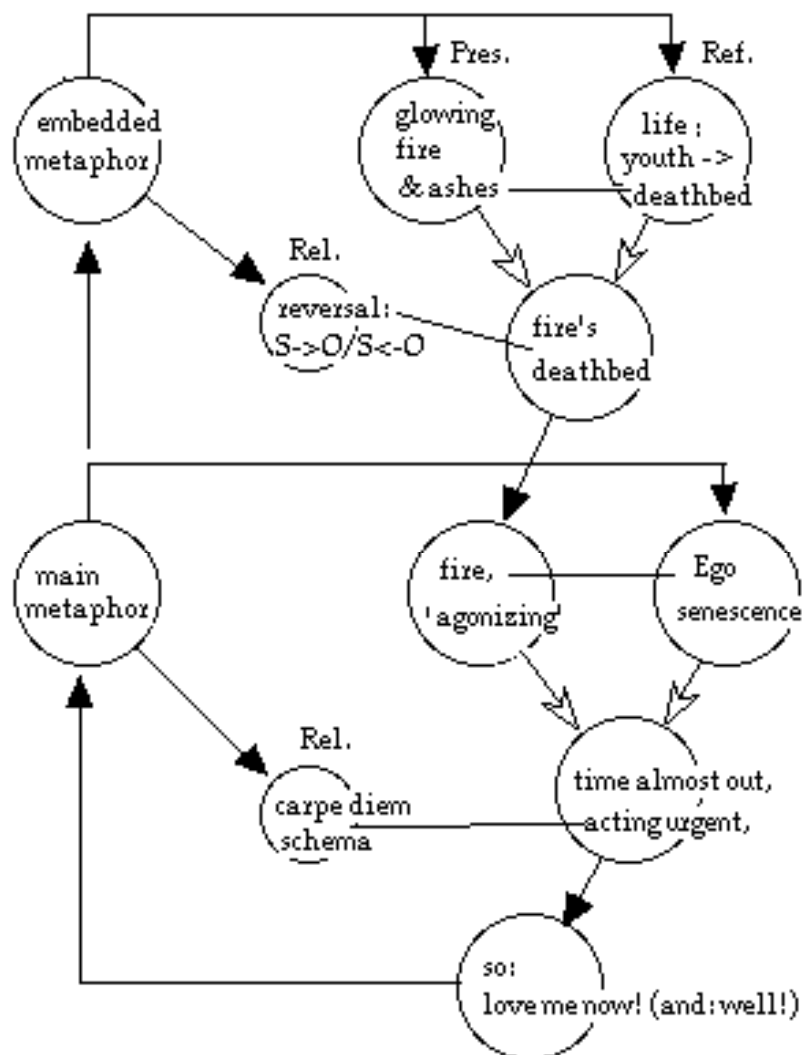 Pres.
Ref.
embedded
metaphor
glowing
fire
& ashes
life :
youth ->
deathbed
Rel.
reversal:
S->O/S<-O
fire's
deathbed
main
metaphor
fire,
'agonizing'
Ego
senescence
Rel.
carpe diem
schema
time almost out,
acting urgent,
so:
love me now! (and: well!)